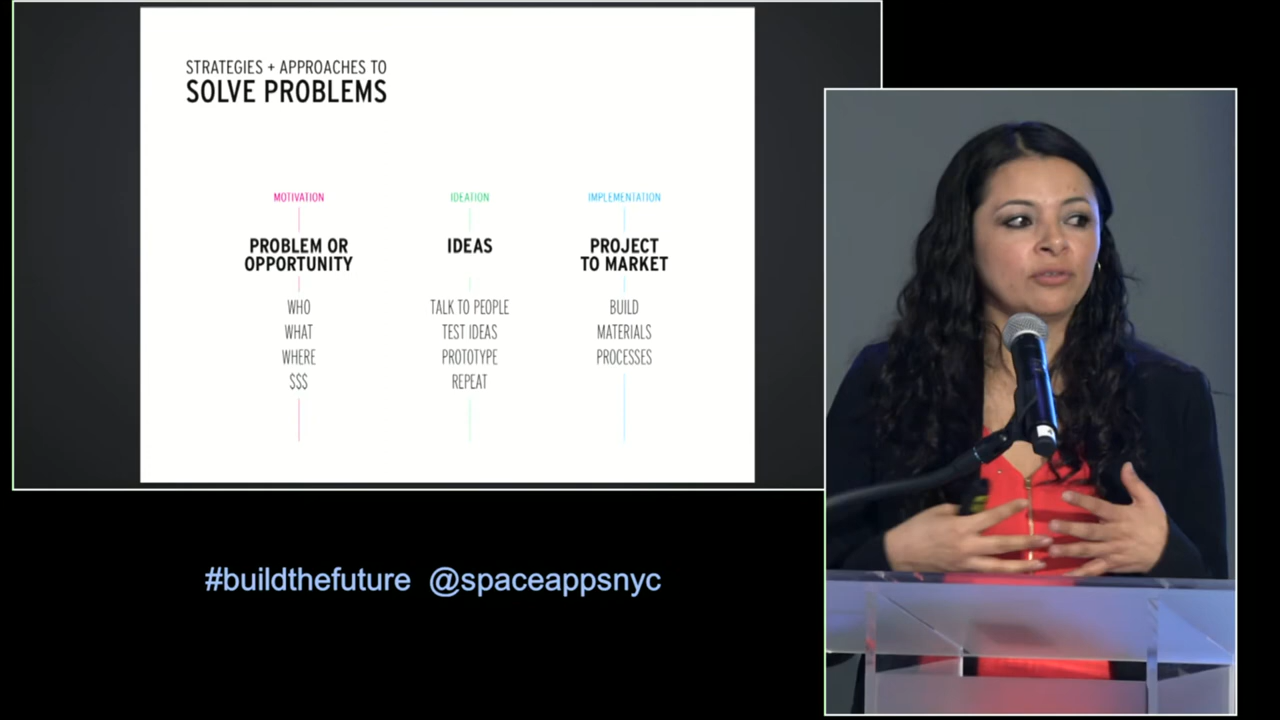 STRATEGIES + APPROACHES TO
SOLVE PROBLEMS
MOTIVATION
PROBLEM OR
OPPORTUNITY
WHO
WHAT
WHERE
$$$
IDEATION
IDEAS
TALK TO PEOPLE
TEST IDEAS
PROTOTYPE
REPEAT
IMPLEMENTATION
PROJECT
TO MARKET
BUILD
MATERIALS
PROCESSES
#buildthefuture @spaceappsnyc